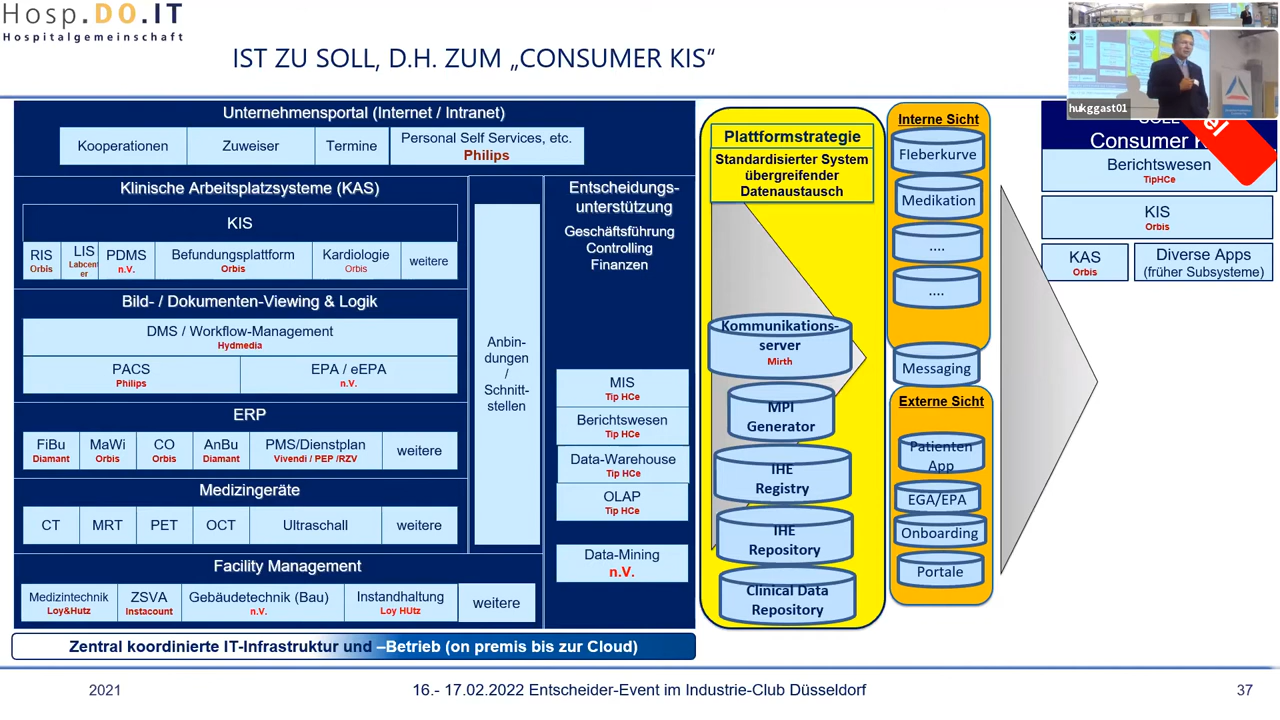 Hosp.DO.IT
Hospitalgemeinschaft
IST ZU SOLL, D.H. ZUM „CONSUMER KIS“
hukggast01
Unternehmensportal (Internet / Intranet)
Kooperationen
Zuweiser
Termine
Personal Self Services, etc.
Philips
Klinische Arbeitsplatzsysteme (KAS)
KIS
RIS
Orbis
LIS
Labcent
er
PDMS
n.V.
Befundungsplattform
Orbis
Kardiologie
Orbis
weitere
Bild- / Dokumenten-Viewing & Logik
DMS / Workflow-Management
Hydmedia
PACS
Philips
EPA / eEPA
n.V.
ERP
FiBu
Diamant
MaWi
Orbis
CO
Orbis
AnBu
Diamant
PMS/Dienstplan
Vivendi / PEP /RZV
weitere
Medizingeräte
CT
MRT
PET
OCT
Ultraschall
weitere
Facility Management
Medizintechnik
Loy&Hutz
ZSVA
Instacount
Gebäudetechnik (Bau)
n.V.
Instandhaltung
Loy HUtz
weitere
Anbin-
dungen
/
Schnitt-
stellen
Entscheidungs-
unterstützung
Geschäftsführung
Controlling
Finanzen
MIS
Tip HCe
Berichtswesen
Tip HCe
Data-Warehouse
Tip HCe
OLAP
Tip HCe
Data-Mining
n.V.
Zentral koordinierte IT-Infrastruktur und –Betrieb (on premis bis zur Cloud)
Plattformstrategie
Standardisierter System
übergreifender
Datenaustausch
Kommunikations-
server
Mirth
MPI
Generator
IHE
Registry
IHE
Repository
Clinical Data
Repository
Interne Sicht
FIeberkurve
Medikation
....
....
Messaging
Externe Sicht
Patienten
App
EGA/EPA
Onboarding
Portale
SOLL
Consumer K
el
Berichtswesen
TipHCe
KIS
Orbis
KAS
Orbis
Diverse Apps
(früher Subsysteme)
2021
16.- 17.02.2022 Entscheider-Event im Industrie-Club Düsseldorf
37